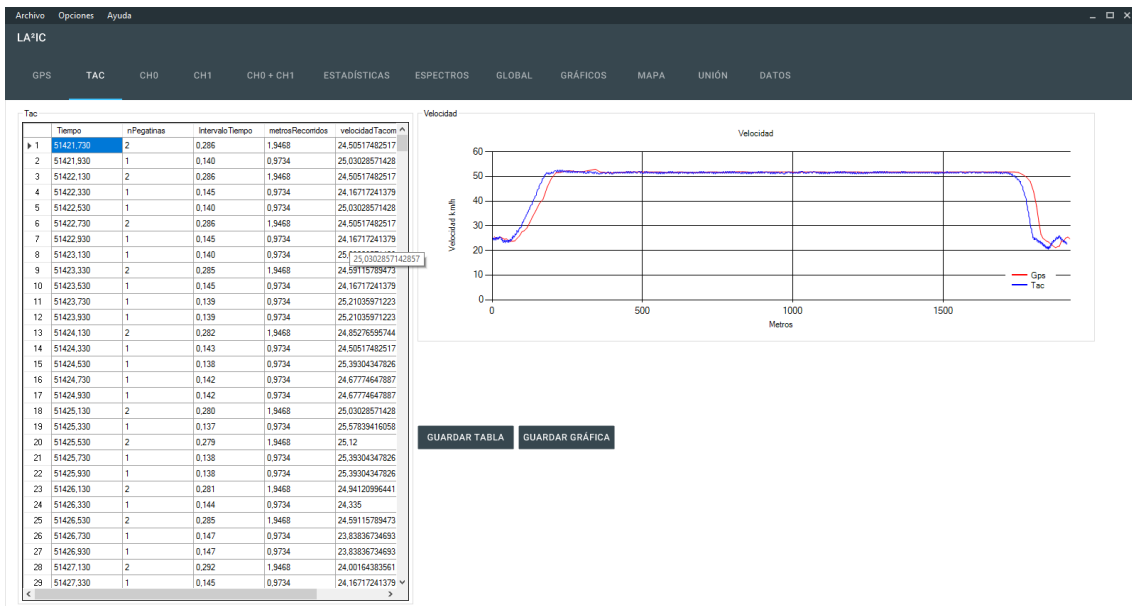 Archivo Opciones Ayuda
LA²IC
GPS TAC CH0 CH1 CH0 + CH1 ESTADÍSTICAS ESPECTROS GLOBAL GRÁFICOS MAPA UNIÓN DATOS
Tac
Tiempo nPegatinas IntervaloTiempo metrosRecorridos velocidadTacom
1 51421,730 2 0,286 1,9468 24,50517482517
2 51421,930 1 0,140 0,9734 25,03028571428
3 51422,130 2 0,286 1,9468 24,50517482517
4 51422,330 1 0,145 0,9734 24,16717241379
5 51422,530 1 0,140 0,9734 25,03028571428
6 51422,730 2 0,286 1,9468 24,50517482517
7 51422,930 1 0,145 0,9734 24,16717241379
8 51423,130 1 0,140 0,9734
25,0302857142857
9 51423,330 2 0,285 1,9468 24,59115789473
10 51423,530 1 0,145 0,9734 24,16717241379
11 51423,730 1 0,139 0,9734 25,21035971223
12 51423,930 1 0,139 0,9734 25,21035971223
13 51424,130 2 0,282 1,9468 24,85276595744
14 51424,330 1 0,143 0,9734 24,50517482517
15 51424,530 1 0,138 0,9734 25,39304347826
16 51424,730 1 0,142 0,9734 24,67774647887
17 51424,930 1 0,142 0,9734 24,67774647887
18 51425,130 2 0,280 1,9468 25,03028571428
19 51425,330 1 0,137 0,9734 25,57839416058
20 51425,530 2 0,279 1,9468 25,12
21 51425,730 1 0,138 0,9734 25,39304347826
22 51425,930 1 0,138 0,9734 25,39304347826
23 51426,130 2 0,281 1,9468 24,94120996441
24 51426,330 1 0,144 0,9734 24,335
25 51426,530 2 0,285 1,9468 24,59115789473
26 51426,730 1 0,147 0,9734 23,83836734693
27 51426,930 1 0,147 0,9734 23,83836734693
28 51427,130 2 0,292 1,9468 24,00164383561
29 51427,330 1 0,145 0,9734 24,16717241379
Velocidad
Velocidad
Velocidad km/h
60
50
40
30
20
10
0
0 500 1000 1500
Metros
Gps
Tac
GUARDAR TABLA GUARDAR GRÁFICA